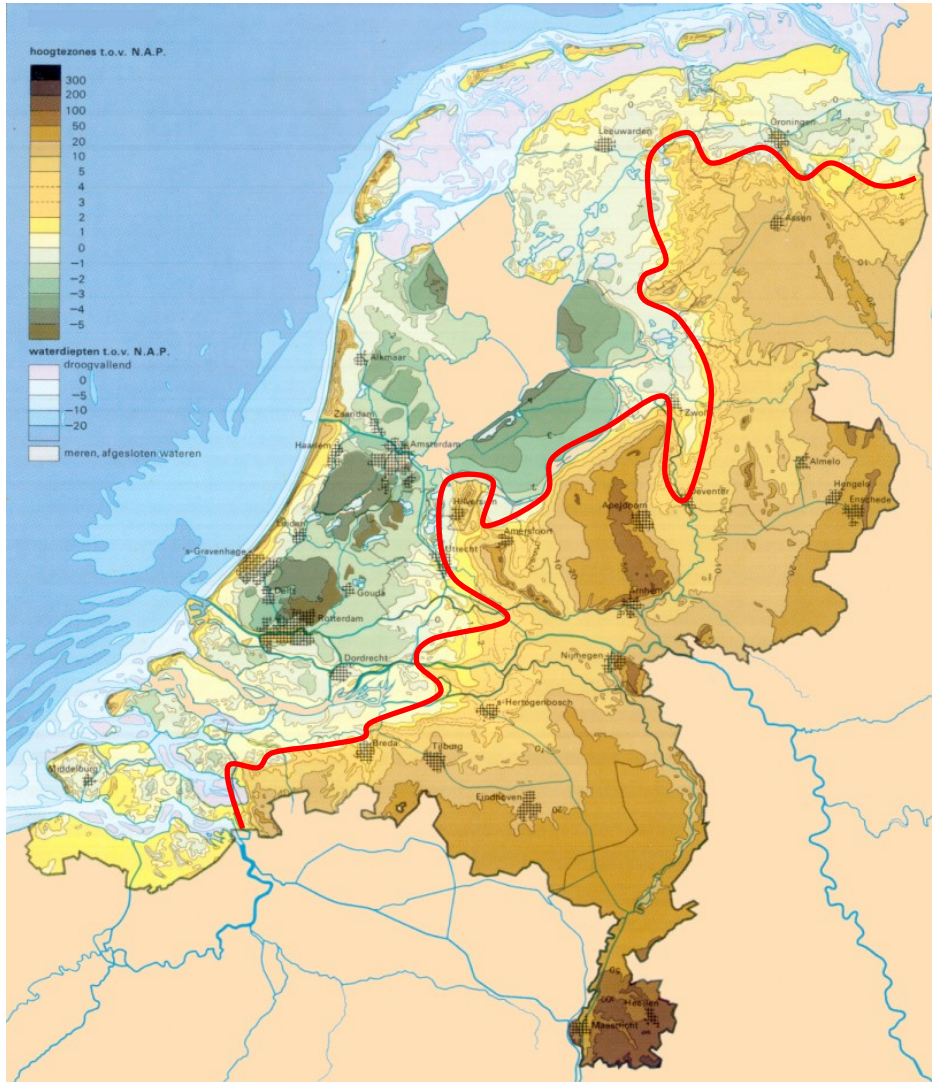 hoogtezones t.o.v. N.A.P.
300
200
100
50
20
10
5
4
3
2
1
0
−1
−2
−3
−4
−5
waterdiepten t.o.v. N.A.P.
droogvallend
0
−5
−10
−20
meren, afgesloten wateren
Leeuwarden
Groningen
Assen
Alkmaar
Zaandam
Haarlem
Amsterdam
Zwolle
Almelo
Hengelo
Enschede
Deventer
Apeldoorn
Hilversum
Amersfoort
Leiden
's-Gravenhage
Utrecht
Delft
Gouda
Arnhem
Rotterdam
Dordrecht
Nijmegen
's-Hertogenbosch
Breda
Tilburg
Middelburg
Eindhoven
Heerlen
Maastricht